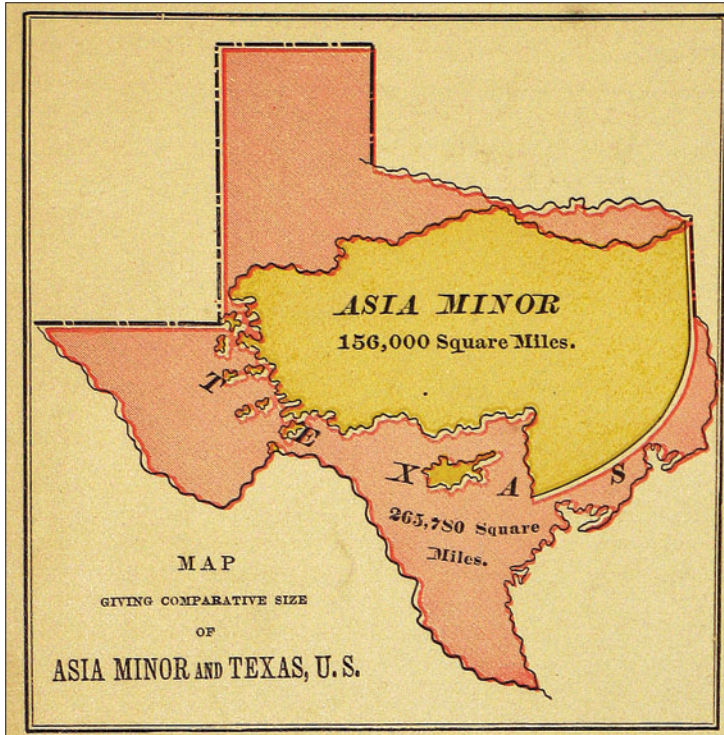 ASIA MINOR
156,000 Square Miles.
TEXAS
265,780 Square
Miles.
MAP
GIVING COMPARATIVE SIZE
OF
ASIA MINOR AND TEXAS, U. S.